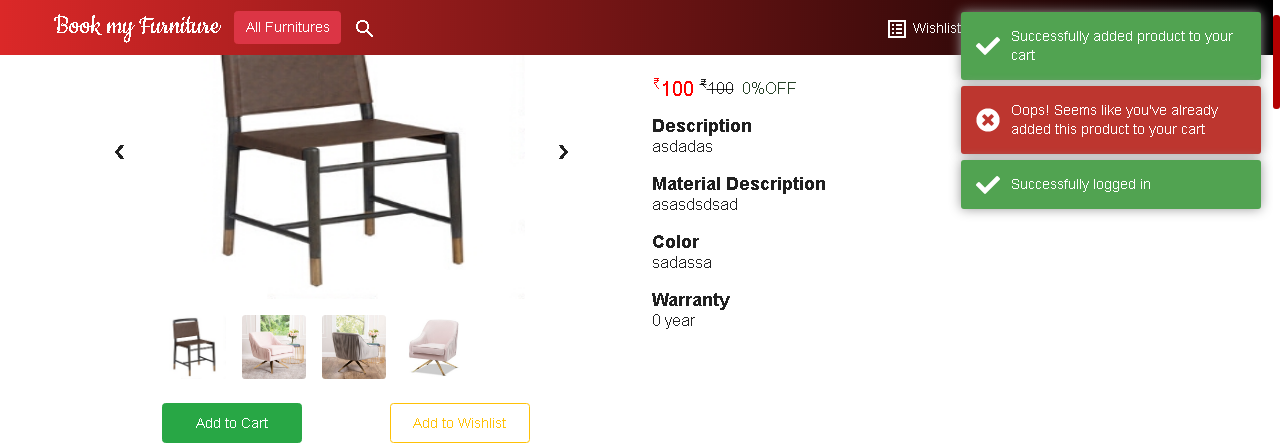 Book my Furniture
All Furnitures
Wishlist
Successfully added product to your
cart
Oops! Seems like you've already
added this product to your cart
Successfully logged in
₹100 ₹100 0%OFF
Description
asdadas
Material Description
asasdsdsad
Color
sadassa
Warranty
0 year
Add to Cart
Add to Wishlist